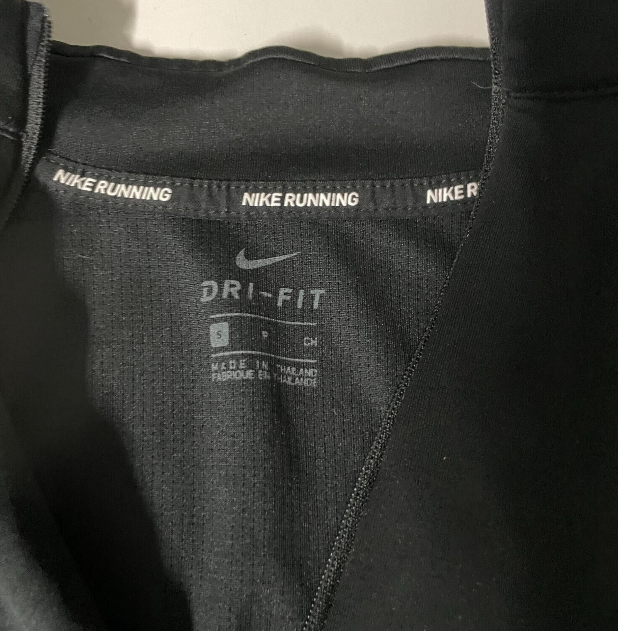 NIKE RUNNING NIKE RUNNING NIKE R
DRI-FIT
S P CH
MADE IN THAILAND
FABRIQUE EN THAILANDE